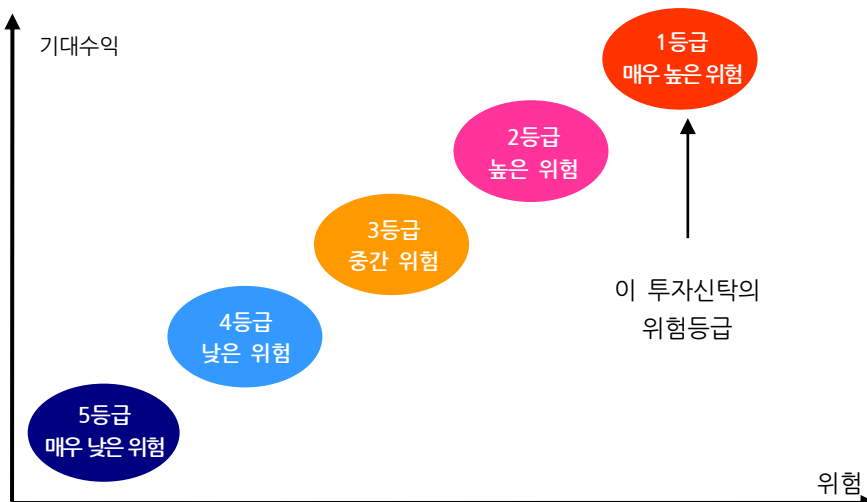 기대수익
1등급
매우 높은 위험
2등급
높은 위험
3등급
중간 위험
이 투자신탁의
위험등급
4등급
낮은 위험
5등급
매우 낮은 위험
위험